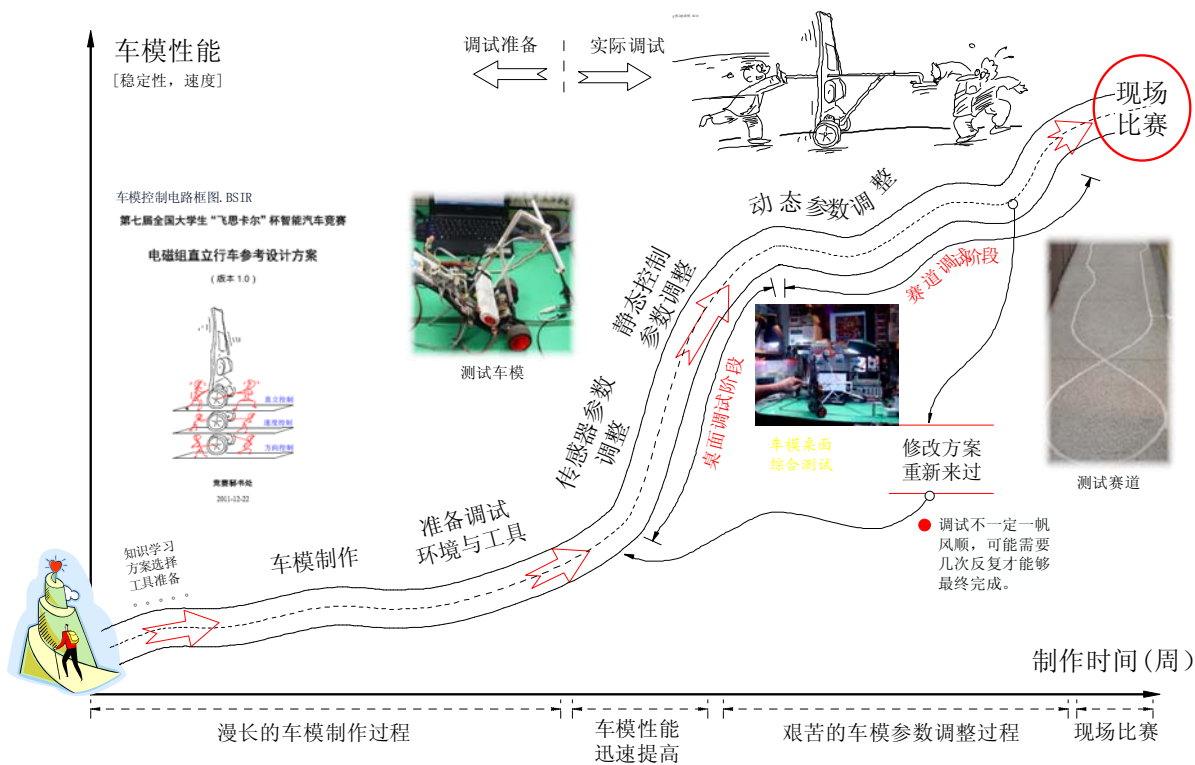 车模性能
[稳定性，速度]
调试准备
实际调试
现场
比赛
车模控制电路框图.BSIR
第七届全国大学生“飞思卡尔”杯智能汽车竞赛
电磁组直立行车参考设计方案
（版本 1.0）
直立控制
速度控制
方向控制
竞赛秘书处
2011-12-22
测试车模
动态参数调整
静态控制
参数调整
传感器参数
调整
赛道调试阶段
桌面调试阶段
车模桌面
综合测试
修改方案
重新来过
测试赛道
调试不一定一帆
风顺，可能需要
几次反复才能够
最终完成。
准备调试
环境与工具
车模制作
知识学习
方案选择
工具准备
。。。。。
制作时间(周)
漫长的车模制作过程
车模性能
迅速提高
艰苦的车模参数调整过程
现场比赛